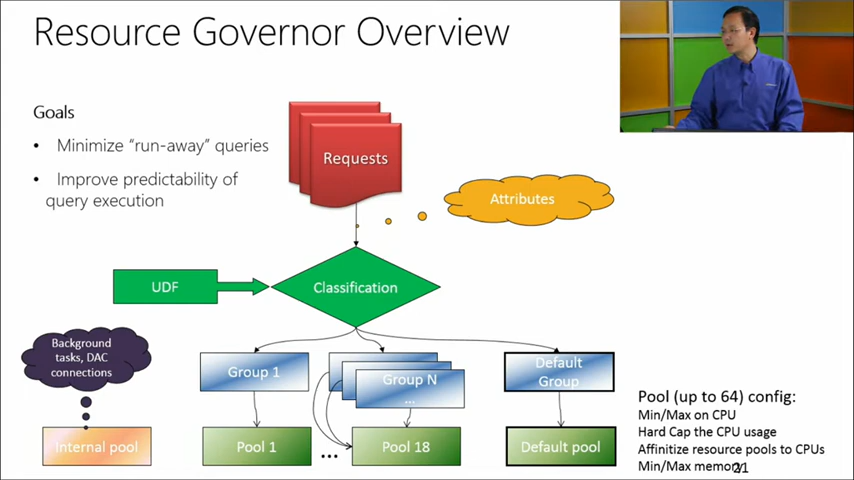 Resource Governor Overview
Goals
• Minimize “run-away” queries
• Improve predictability of
query execution
Requests
Attributes
UDF
Classification
Background
tasks, DAC
connections
Group 1
Group N
...
Default
Group
Internal pool
Pool 1
...
Pool 18
Default pool
Pool (up to 64) config:
Min/Max on CPU
Hard Cap the CPU usage
Affinitize resource pools to CPUs
Min/Max memory
21